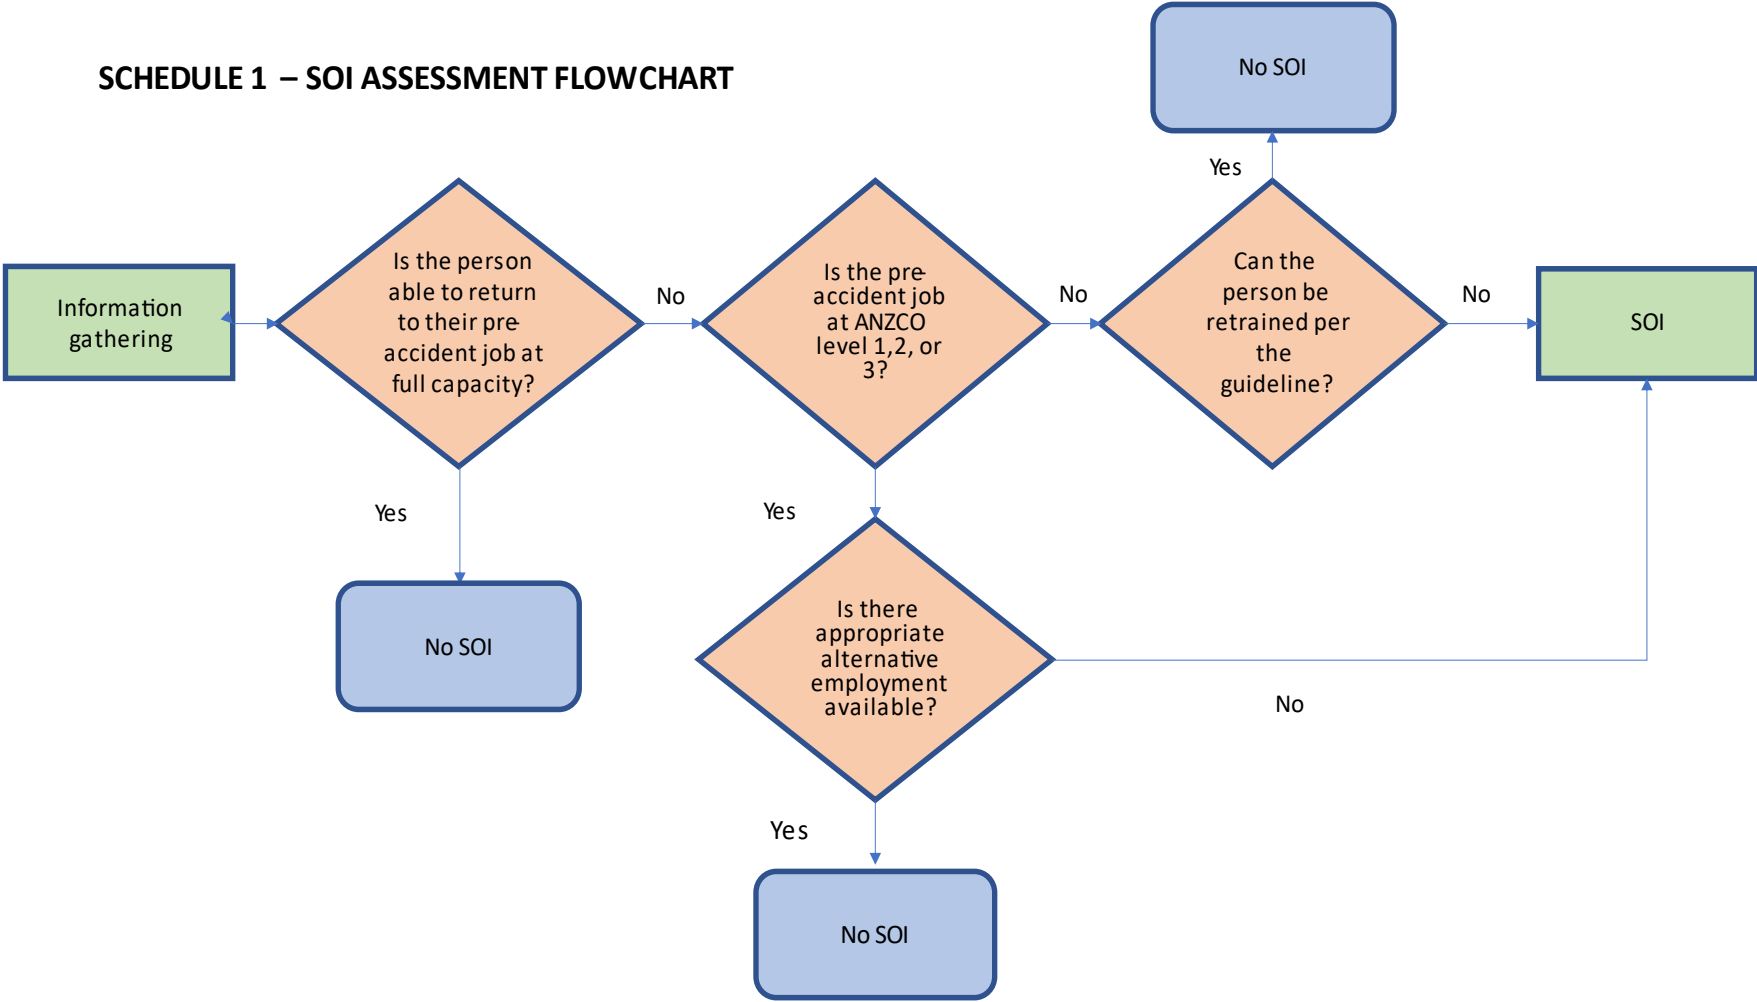 SCHEDULE 1 – SOI ASSESSMENT FLOWCHART
No SOI
Yes
Information
gathering
Is the person
able to return
to their pre-
accident job at
full capacity?
No
Is the pre-
accident job
at ANZCO
level 1,2, or
3?
No
Can the
person be
retrained per
the
guideline?
No
SOI
Yes
No SOI
Yes
Is there
appropriate
alternative
employment
available?
No
Yes
No SOI